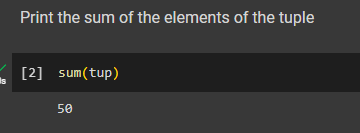 Print the sum of the elements of the tuple
[2] sum(tup)
50